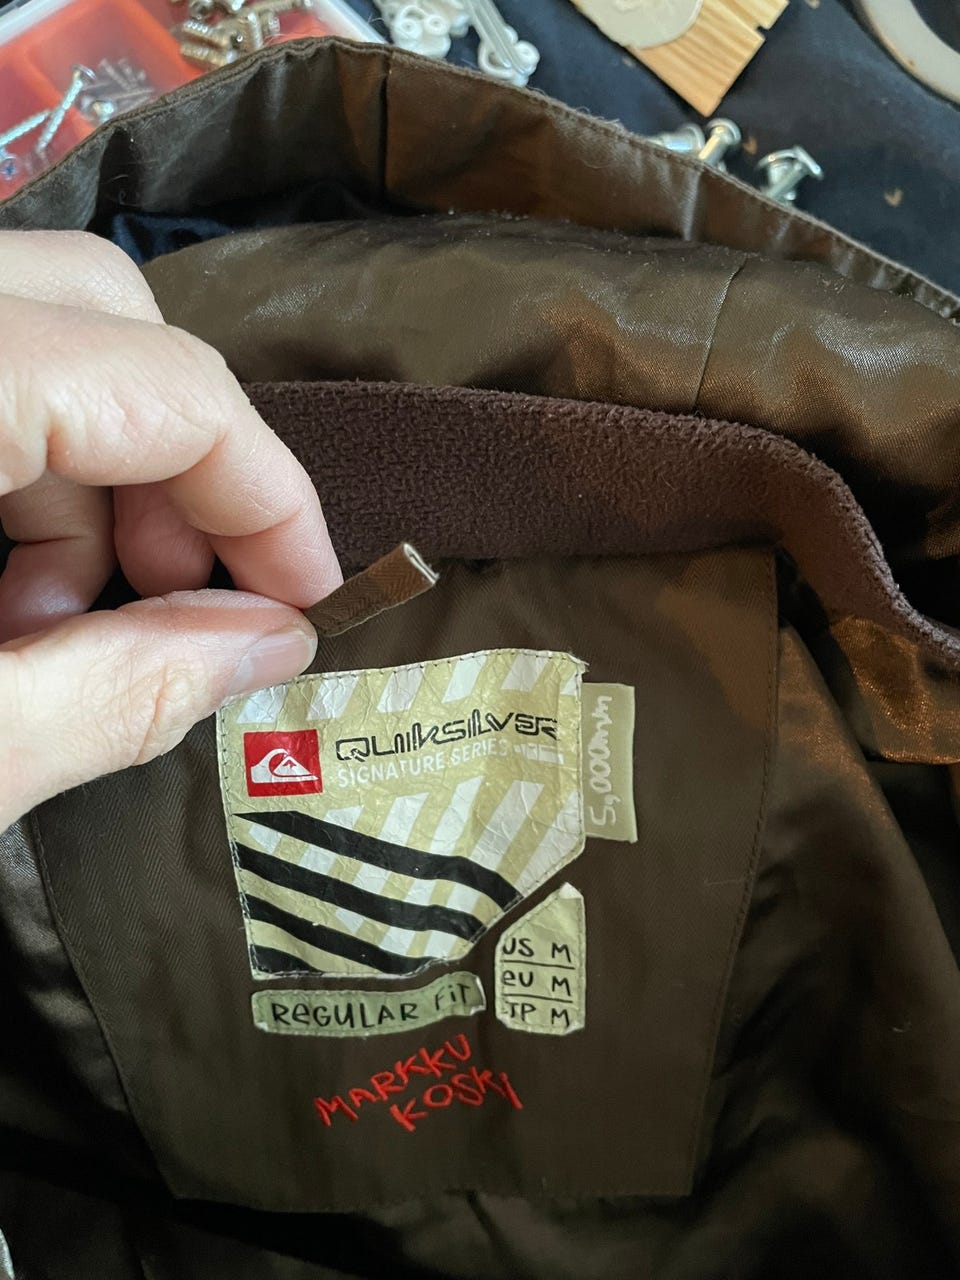 QUIKSILVER
SIGNATURE SERIES
5,000mm
US M
EU M
JP M
REGULAR FIT
MARKKU
KOSKI